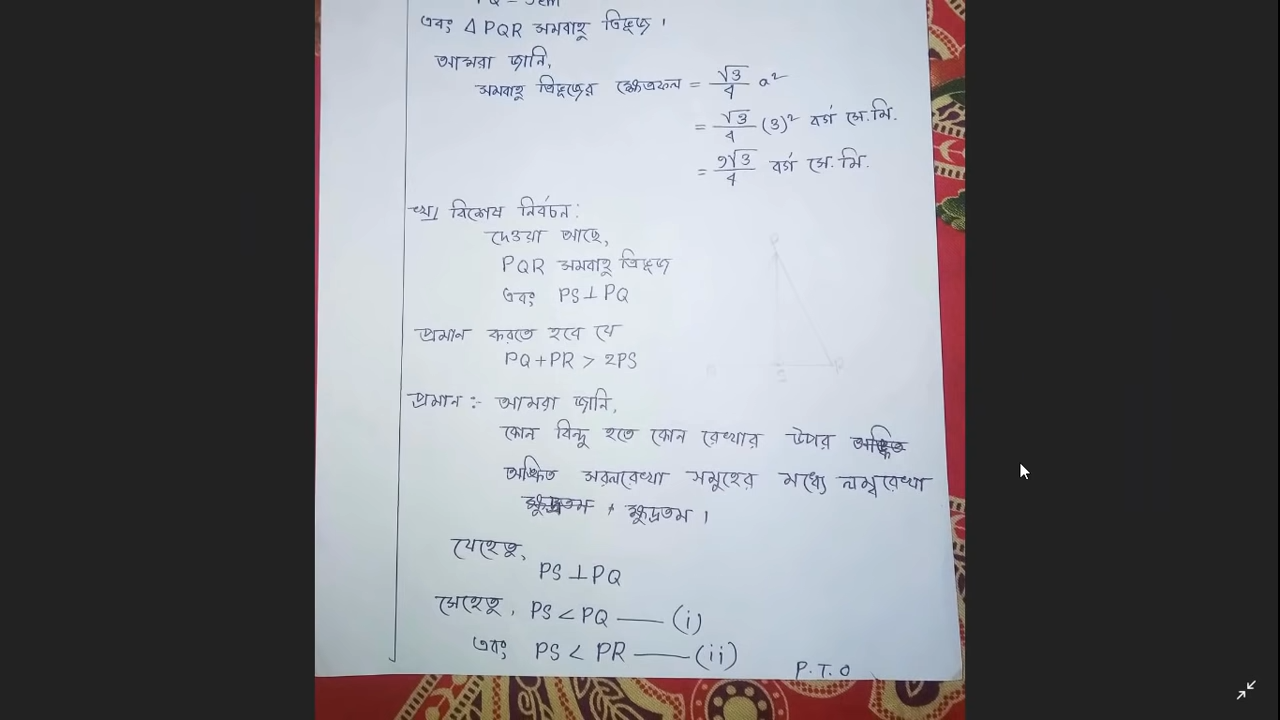 এবং Δ PQR সমবাহু ত্রিভুজ ।
আমরা জানি,
সমবাহু ত্রিভুজের ক্ষেত্রফল = √3/4 a²
= √3/4 (3)² বর্গ সে.মি.
= 9√3/4 বর্গ সে.মি.
খ৷ বিশেষ নির্বচন:
দেওয়া আছে,
PQR সমবাহু ত্রিভুজ
এবং PS⊥PQ
প্রমান করতে হবে যে
PQ+PR > 2PS
প্রমান :- আমরা জানি,
কোন বিন্দু হতে কোন রেখার উপর
অঙ্কিত সরলরেখা সমূহের মধ্যে লম্বরেখা
ক্ষুদ্রতম ।
যেহেতু,
PS⊥PQ
সেহেতু, PS < PQ —— (i)
এবং PS < PR —— (ii)
P.T.O